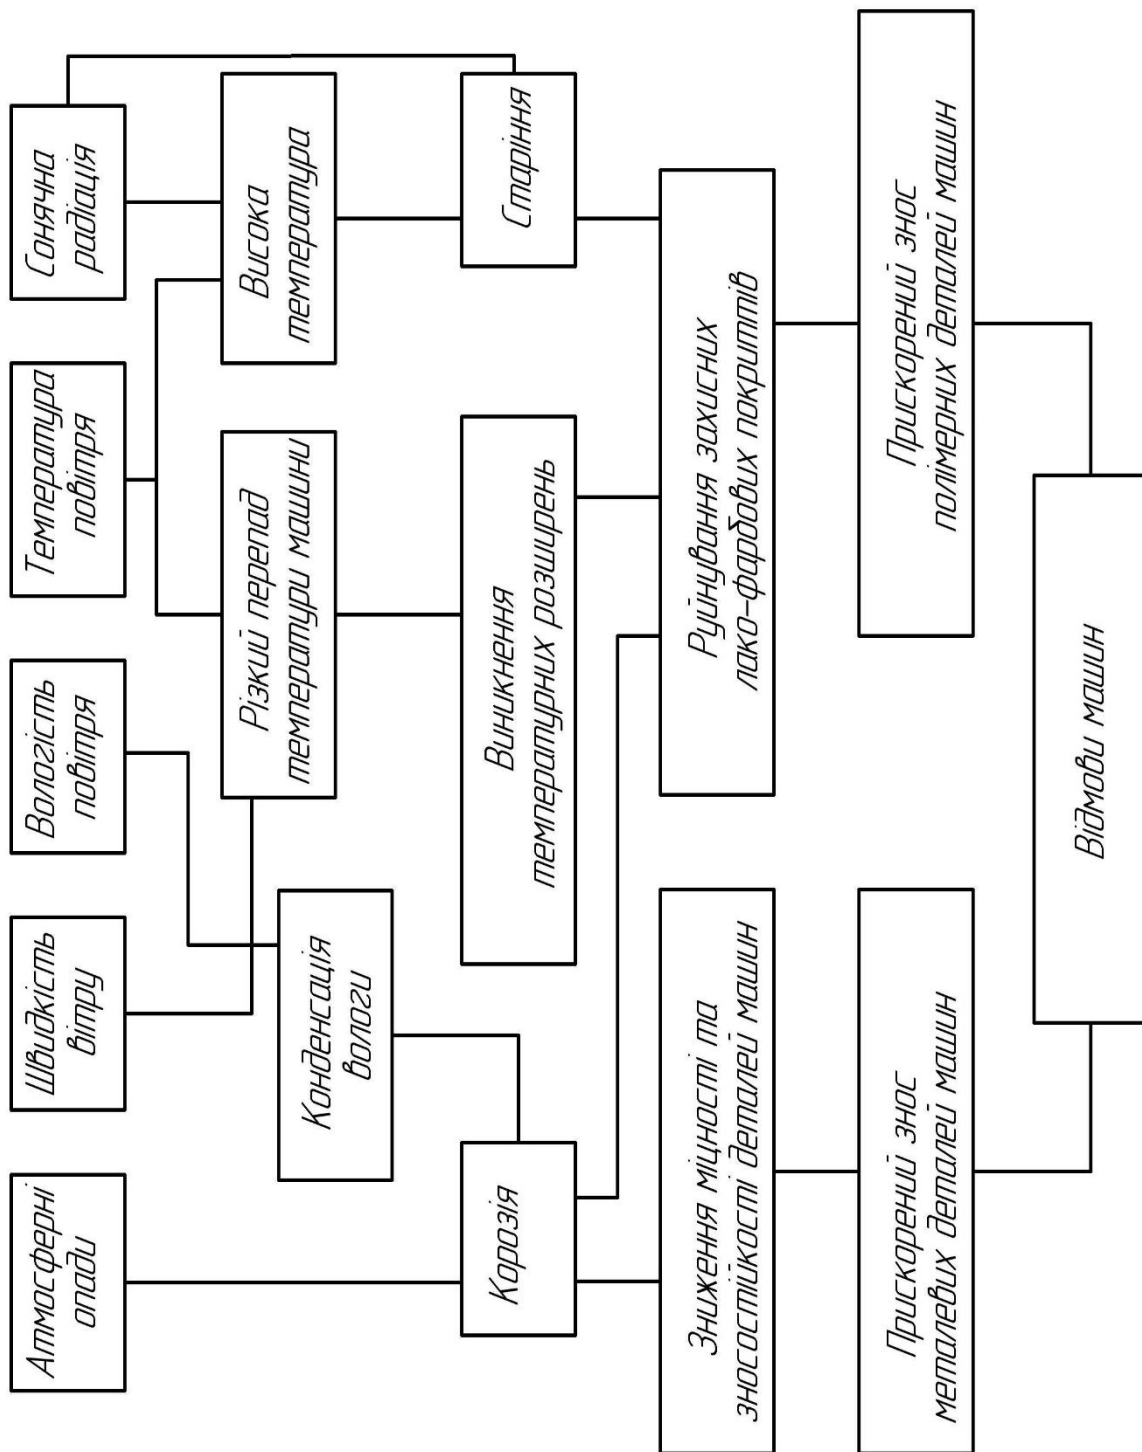 Атмосферні
опади
Швидкість
вітру
Вологість
повітря
Температура
повітря
Сонячна
радіація
Конденсація
вологи
Різкий перепад
температури машини
Висока
температура
Корозія
Виникнення
температурних розширень
Старіння
Зниження міцності та
зносостійкості деталей машин
Руйнування захисних
лако-фарбових покриттів
Прискорений знос
металевих деталей машин
Прискорений знос
полімерних деталей машин
Відмови машин